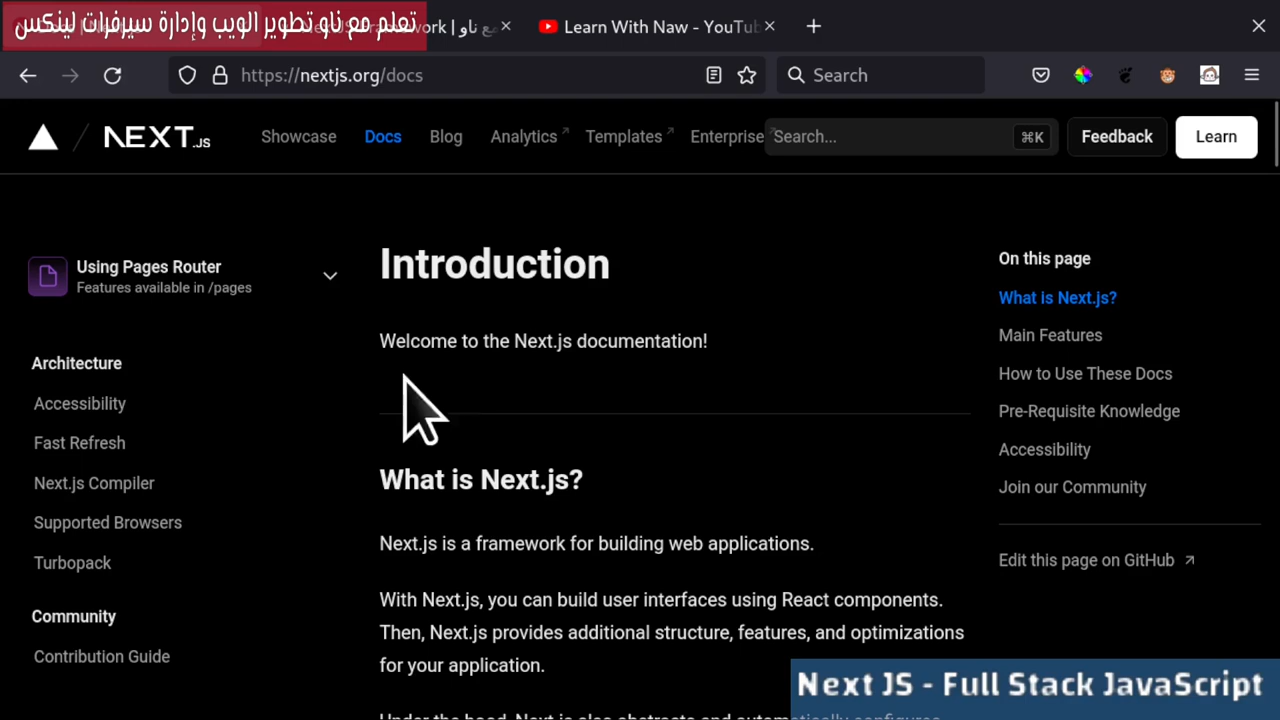 تعلم مع ناو تطوير الويب وإدارة سيرفرات لينكس
Learn With Naw - YouTub
https://nextjs.org/docs
Search
NEXT.JS
Showcase
Docs
Blog
Analytics
Templates
Enterprise
Search...
⌘K
Feedback
Learn
Using Pages Router
Features available in /pages
Architecture
Accessibility
Fast Refresh
Next.js Compiler
Supported Browsers
Turbopack
Community
Contribution Guide
Introduction
Welcome to the Next.js documentation!
What is Next.js?
Next.js is a framework for building web applications.
With Next.js, you can build user interfaces using React components.
Then, Next.js provides additional structure, features, and optimizations
for your application.
On this page
What is Next.js?
Main Features
How to Use These Docs
Pre-Requisite Knowledge
Accessibility
Join our Community
Edit this page on GitHub
Next JS - Full Stack JavaScript